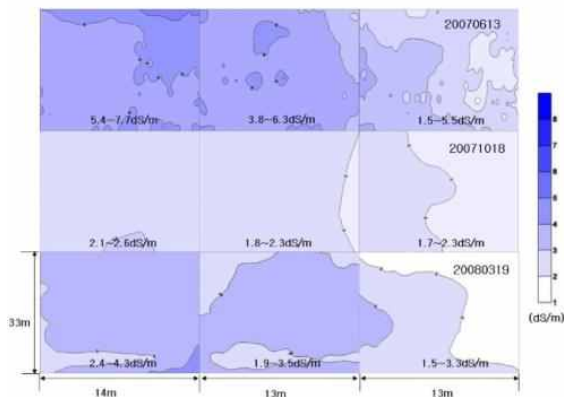 20070613
5.4~7.7dS/m
3.8~6.3dS/m
1.5~5.5dS/m
20071018
2.1~2.6dS/m
1.8~2.3dS/m
1.7~2.3dS/m
20080319
2.4~4.3dS/m
1.9~3.5dS/m
1.5~3.3dS/m
33m
14m
13m
13m
8
7
6
5
4
3
2
1
(dS/m)